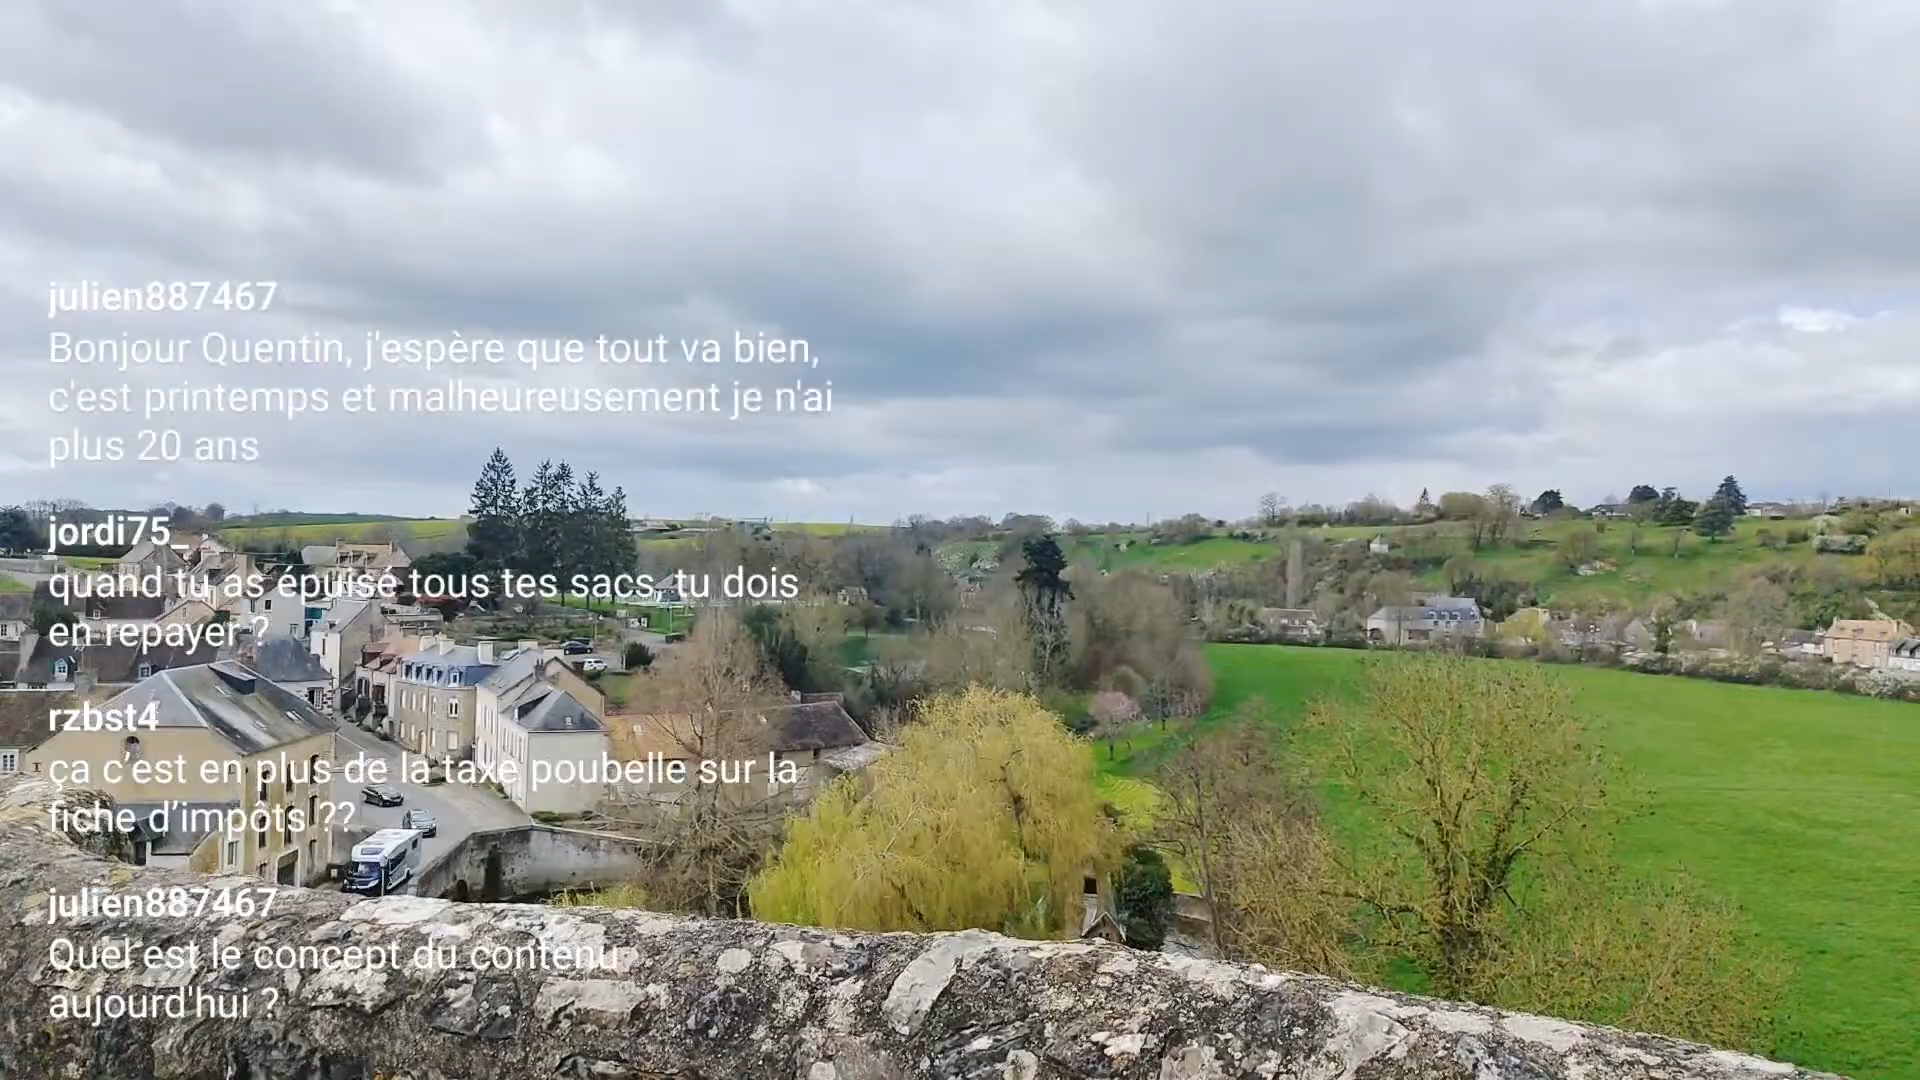 julien887467
Bonjour Quentin, j'espère que tout va bien,
c'est printemps et malheureusement je n'ai
plus 20 ans
jordi75_
quand tu as épuisé tous tes sacs, tu dois
en repayer ?
rzbst4
ça c’est en plus de la taxe poubelle sur la
fiche d’impôts ??
julien887467
Quel est le concept du contenu
aujourd'hui ?